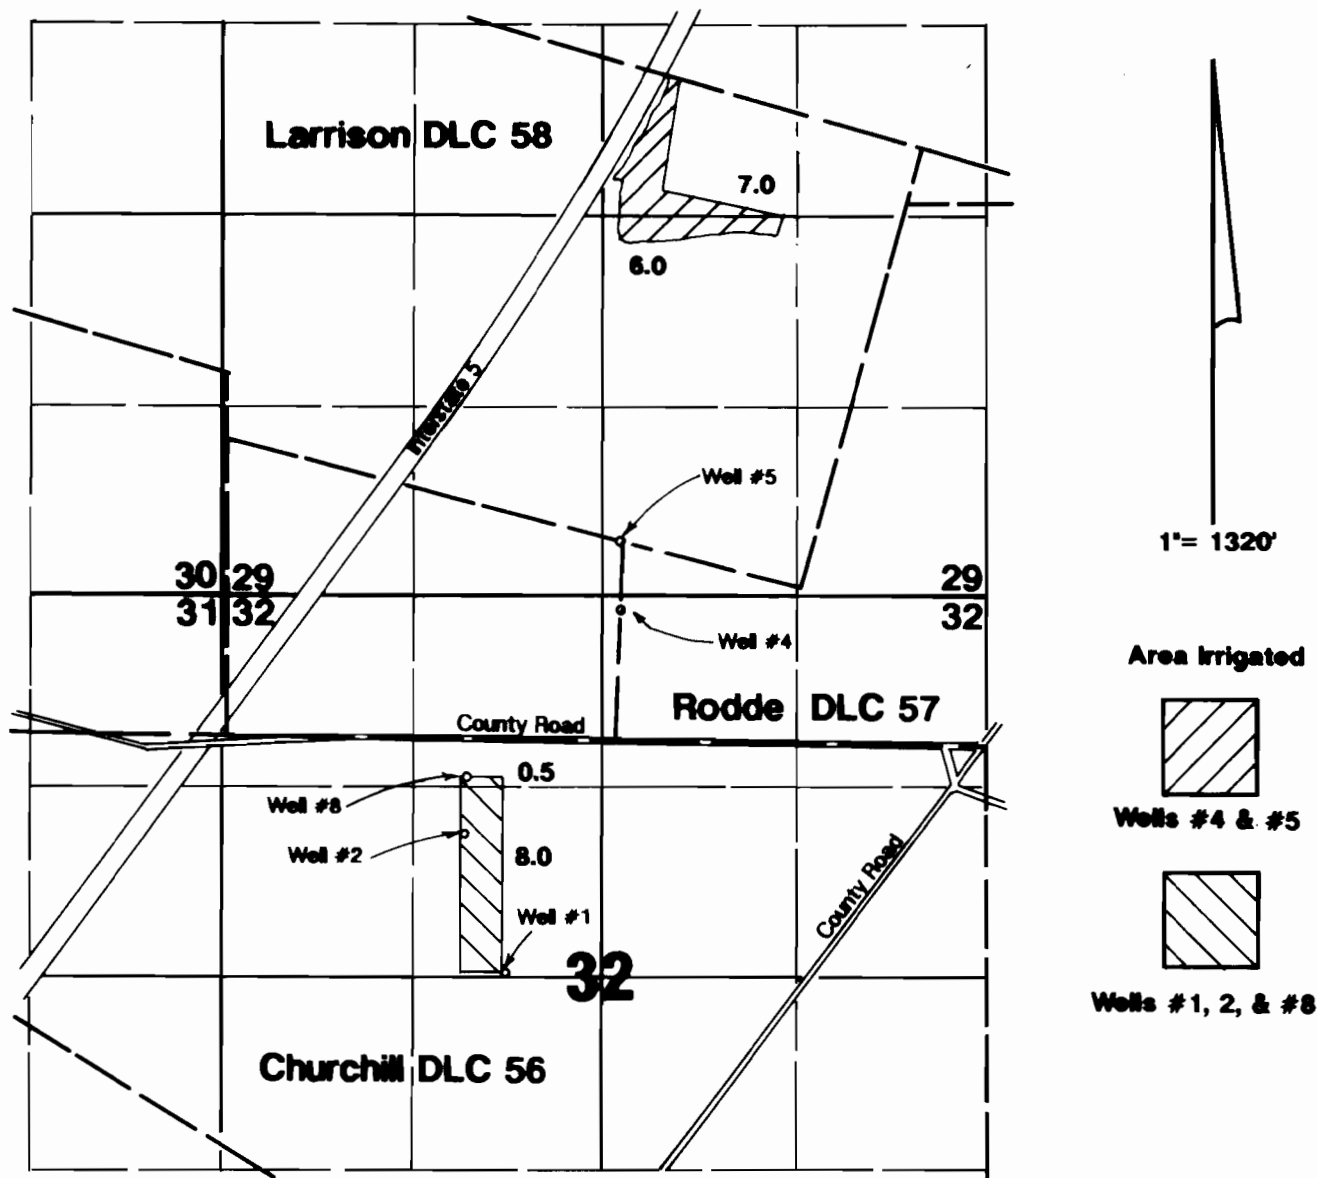 Larrison DLC 58
7.0
6.0
Interstate 5
Well #5
1"= 1320'
30 29
29
31 32
32
Well #4
Area Irrigated
Rodde DLC 57
County Road
0.5
Well #8
Wells #4 & #5
Well #2
8.0
County Road
Well #1
32
Wells #1, 2, & #8
Churchill DLC 56